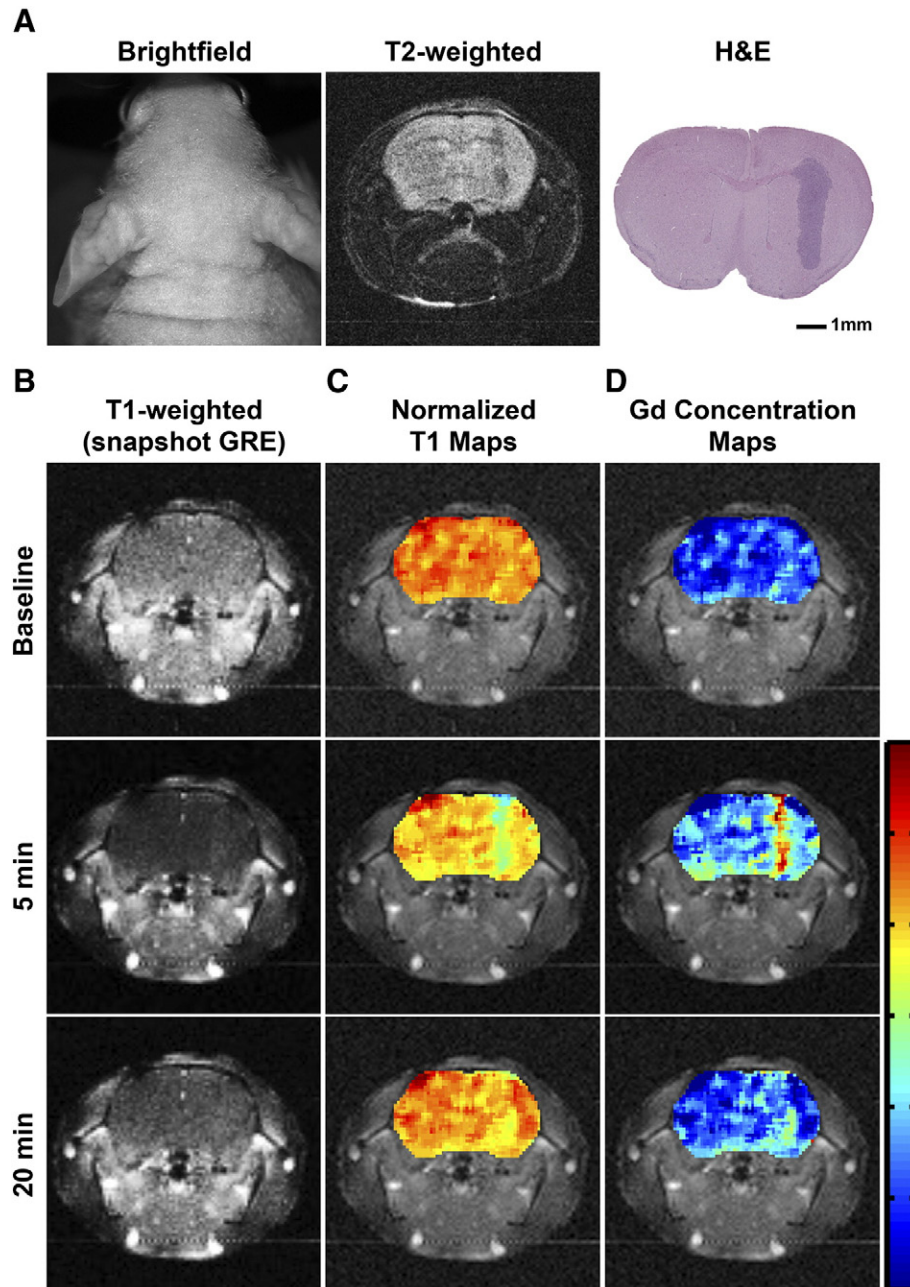 A
Brightfield
T2-weighted
H&E
1mm
B
C
D
T1-weighted
(snapshot GRE)
Normalized
T1 Maps
Gd Concentration
Maps
Baseline
5 min
20 min